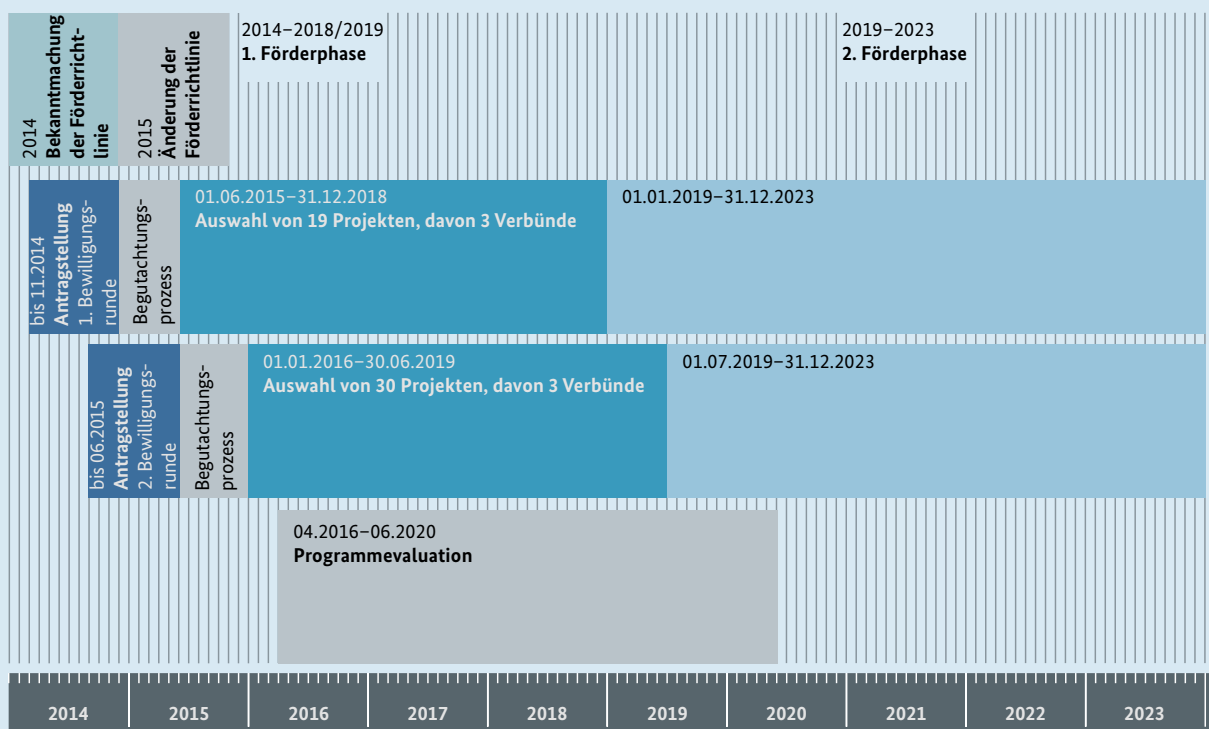 2014
Bekanntmachung
der Förderricht-
linie
2015
Änderung der
Förderrichtlinie
2014–2018/2019
1. Förderphase
2019–2023
2. Förderphase
bis 11.2014
Antragstellung
1. Bewilligungs-
runde
Begutachtungs-
prozess
01.06.2015–31.12.2018
Auswahl von 19 Projekten, davon 3 Verbünde
01.01.2019–31.12.2023
bis 06.2015
Antragstellung
2. Bewilligungs-
runde
Begutachtungs-
prozess
01.01.2016–30.06.2019
Auswahl von 30 Projekten, davon 3 Verbünde
01.07.2019–31.12.2023
04.2016–06.2020
Programmevaluation
2014 2015 2016 2017 2018 2019 2020 2021 2022 2023